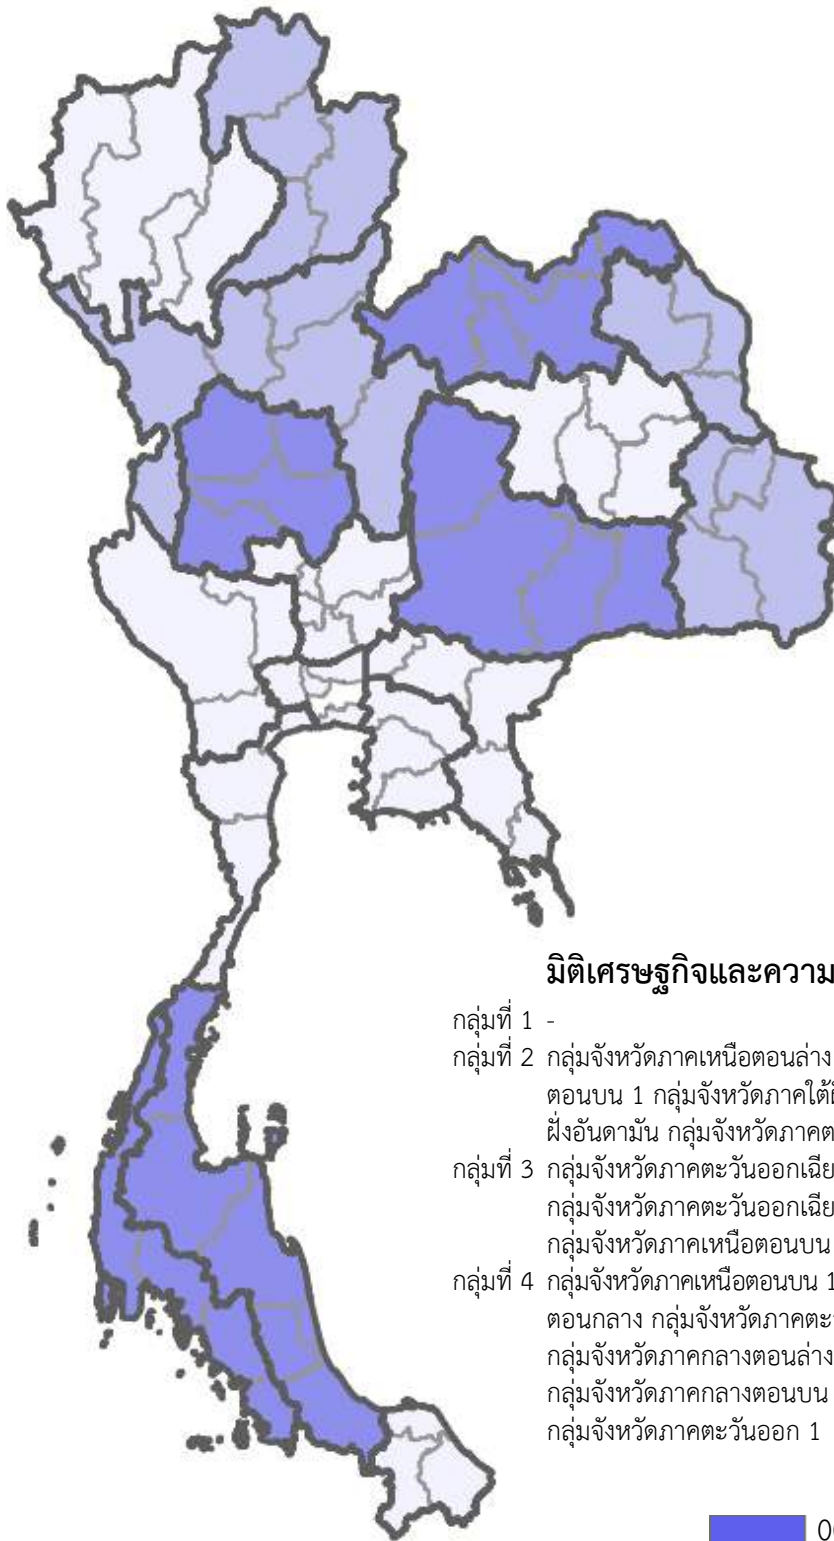 มิติเศรษฐกิจและความ
กลุ่มที่ 1 -
กลุ่มที่ 2 กลุ่มจังหวัดภาคเหนือตอนล่าง
ตอนบน 1 กลุ่มจังหวัดภาคใต้
ฝั่งอันดามัน กลุ่มจังหวัดภาคต
กลุ่มที่ 3 กลุ่มจังหวัดภาคตะวันออกเฉีย
กลุ่มจังหวัดภาคตะวันออกเฉีย
กลุ่มจังหวัดภาคเหนือตอนบน
กลุ่มที่ 4 กลุ่มจังหวัดภาคเหนือตอนบน 1
ตอนกลาง กลุ่มจังหวัดภาคตะ
กลุ่มจังหวัดภาคกลางตอนล่าง
กลุ่มจังหวัดภาคกลางตอนบน
กลุ่มจังหวัดภาคตะวันออก 1